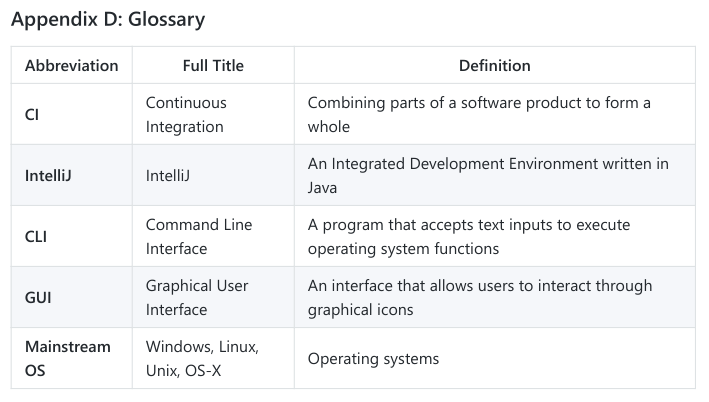 Appendix D: Glossary
Abbreviation Full Title Definition
CI
Continuous
Integration
Combining parts of a software product to form a
whole
IntelliJ
IntelliJ
An Integrated Development Environment written in
Java
CLI
Command Line
Interface
A program that accepts text inputs to execute
operating system functions
GUI
Graphical User
Interface
An interface that allows users to interact through
graphical icons
Mainstream
OS
Windows, Linux,
Unix, OS-X
Operating systems